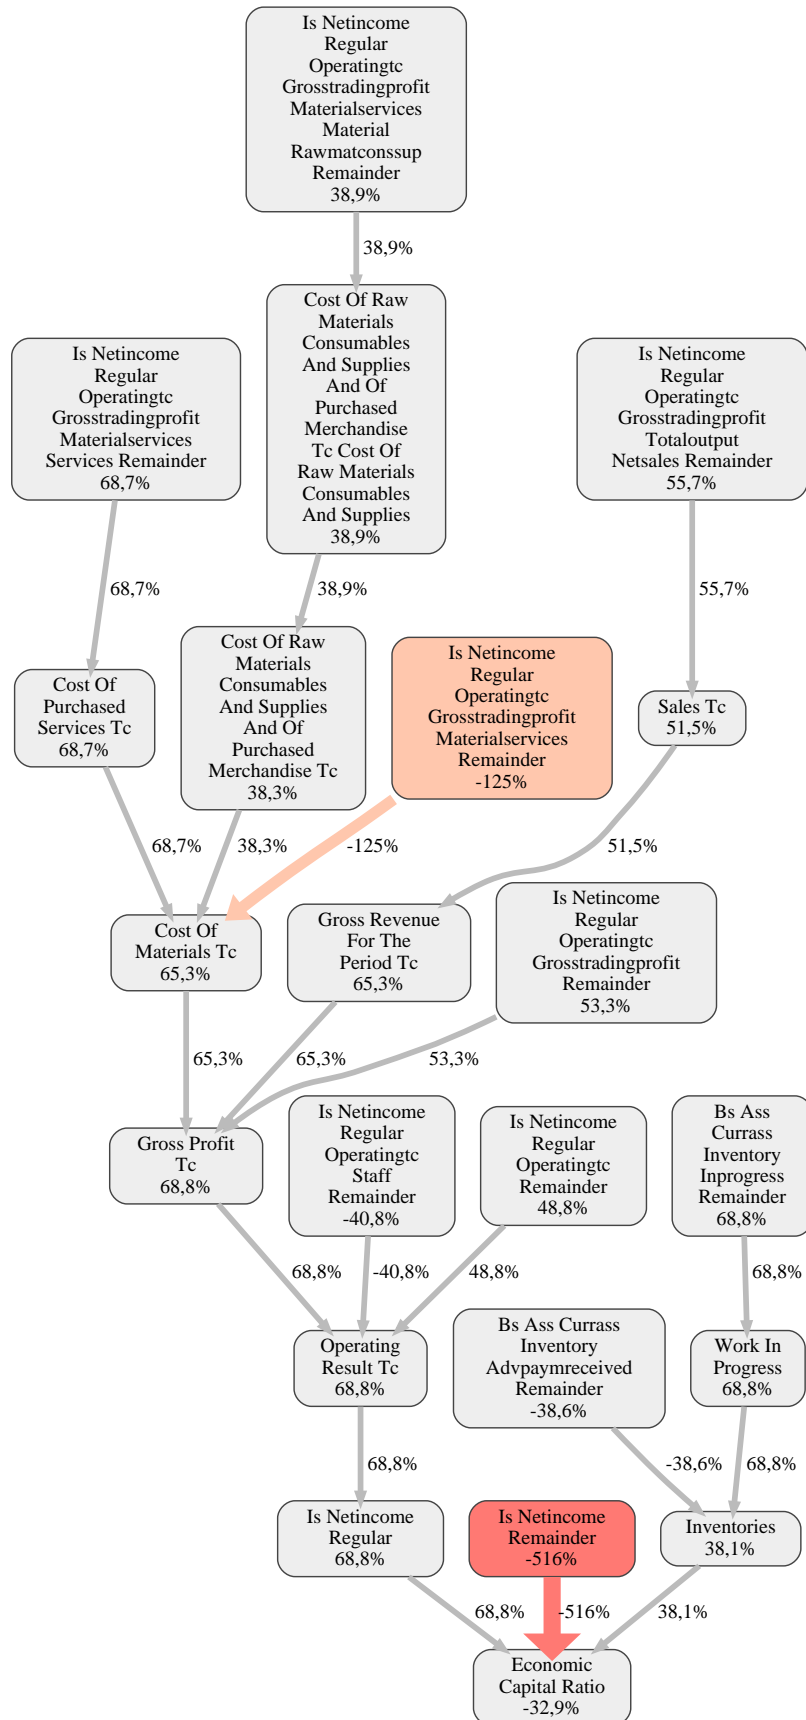 Is Netincome
Regular
Operatingtc
Grosstradingprofit
Materialservices
Material
Rawmatconssup
Remainder
38,9%
38,9%
Is Netincome
Regular
Operatingtc
Grosstradingprofit
Materialservices
Services Remainder
68,7%
Cost Of Raw
Materials
Consumables
And Supplies
And Of
Purchased
Merchandise
Tc Cost Of
Raw Materials
Consumables
And Supplies
38,9%
Is Netincome
Regular
Operatingtc
Grosstradingprofit
Totaloutput
Netsales Remainder
55,7%
68,7%
38,9%
55,7%
Cost Of
Purchased
Services Tc
68,7%
Cost Of Raw
Materials
Consumables
And Supplies
And Of
Purchased
Merchandise Tc
38,3%
Is Netincome
Regular
Operatingtc
Grosstradingprofit
Materialservices
Remainder
-125%
Sales Tc
51,5%
68,7%
38,3%
-125%
51,5%
Cost Of
Materials Tc
65,3%
Gross Revenue
For The
Period Tc
65,3%
Is Netincome
Regular
Operatingtc
Grosstradingprofit
Remainder
53,3%
65,3%
65,3%
53,3%
Gross Profit
Tc
68,8%
Is Netincome
Regular
Operatingtc
Staff
Remainder
-40,8%
Is Netincome
Regular
Operatingtc
Remainder
48,8%
Bs Ass
Currass
Inventory
Inprogress
Remainder
68,8%
68,8%
-40,8%
48,8%
68,8%
Operating
Result Tc
68,8%
Bs Ass Currass
Inventory
Advpaymreceived
Remainder
-38,6%
Work In
Progress
68,8%
68,8%
-38,6%
68,8%
Is Netincome
Regular
68,8%
Is Netincome
Remainder
-516%
Inventories
38,1%
68,8%
-516%
38,1%
Economic
Capital Ratio
-32,9%